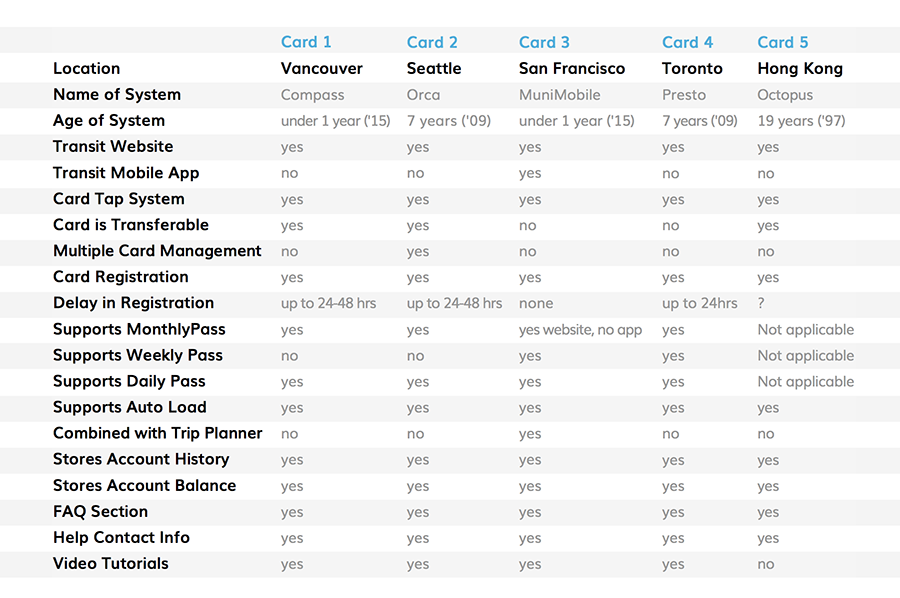 Card 1 Card 2 Card 3 Card 4 Card 5
Location Vancouver Seattle San Francisco Toronto Hong Kong
Name of System Compass Orca MuniMobile Presto Octopus
Age of System under 1 year ('15) 7 years ('09) under 1 year ('15) 7 years ('09) 19 years ('97)
Transit Website yes yes yes yes yes
Transit Mobile App no no yes no no
Card Tap System yes yes yes yes yes
Card is Transferable yes yes no no yes
Multiple Card Management no yes no no no
Card Registration yes yes yes yes yes
Delay in Registration up to 24-48 hrs up to 24-48 hrs none up to 24hrs ?
Supports MonthlyPass yes yes yes website, no app yes Not applicable
Supports Weekly Pass no no yes yes Not applicable
Supports Daily Pass yes yes yes yes Not applicable
Supports Auto Load yes yes yes yes yes
Combined with Trip Planner no no yes no no
Stores Account History yes yes yes yes yes
Stores Account Balance yes yes yes yes yes
FAQ Section yes yes yes yes yes
Help Contact Info yes yes yes yes yes
Video Tutorials yes yes yes yes no